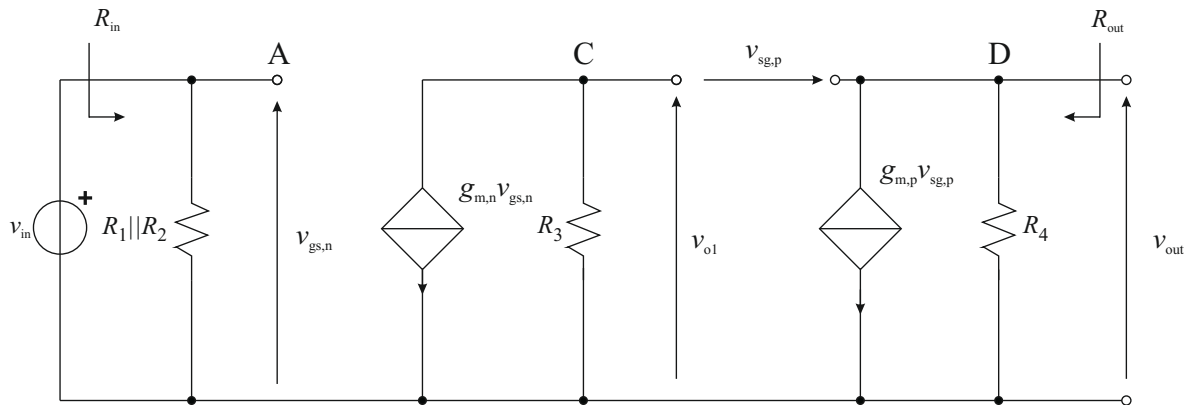 R_in
A
C
v_sg,p
D
R_out
+
v_in
R_1||R_2
v_gs,n
g_m,n v_gs,n
R_3
v_o1
g_m,p v_sg,p
R_4
v_out